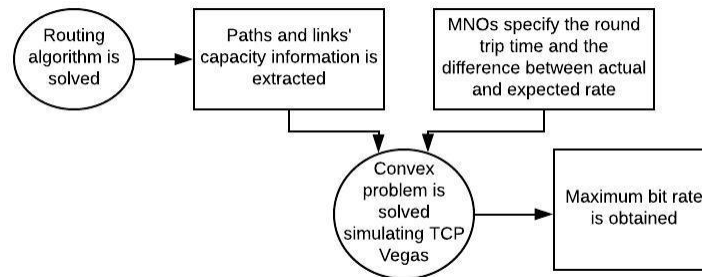 Routing
algorithm is
solved
Paths and links'
capacity information is
extracted
MNOs specify the round
trip time and the
difference between actual
and expected rate
Convex
problem is
solved
simulating TCP
Vegas
Maximum bit rate
is obtained